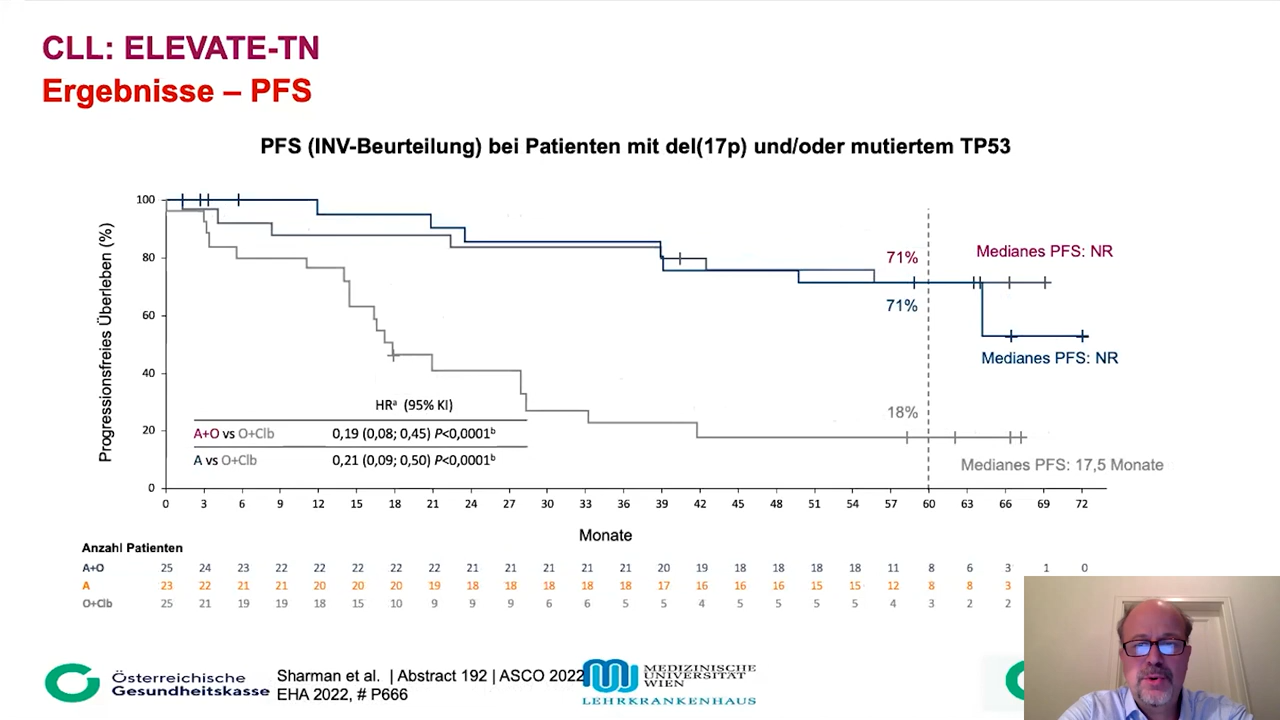 CLL: ELEVATE-TN
Ergebnisse – PFS
PFS (INV-Beurteilung) bei Patienten mit del(17p) und/oder mutiertem TP53
Progressionsfreies Überleben (%)
100
80
60
40
20
0
71%
Medianes PFS: NR
71%
Medianes PFS: NR
18%
Medianes PFS: 17,5 Monate
HRª (95% KI)
A+O vs O+Clb 0,19 (0,08; 0,45) P<0,0001ᵇ
A vs O+Clb 0,21 (0,09; 0,50) P<0,0001ᵇ
0 3 6 9 12 15 18 21 24 27 30 33 36 39 42 45 48 51 54 57 60 63 66 69 72
Monate
Anzahl Patienten
A+O 25 24 23 22 22 22 22 22 21 21 21 21 21 20 19 18 18 18 18 11 8 6 3 1 0
A 23 22 21 21 20 20 20 19 18 18 18 18 18 17 16 16 16 15 15 12 8 8 3
O+Clb 25 21 19 19 18 15 10 9 9 9 6 6 5 5 4 5 5 5 5 4 3 2 2
Österreichische
Gesundheitskasse
Sharman et al. | Abstract 192 | ASCO 2022
EHA 2022, # P666
MEDIZINISCHE
UNIVERSITÄT
WIEN
LEHRKRANKENHAUS